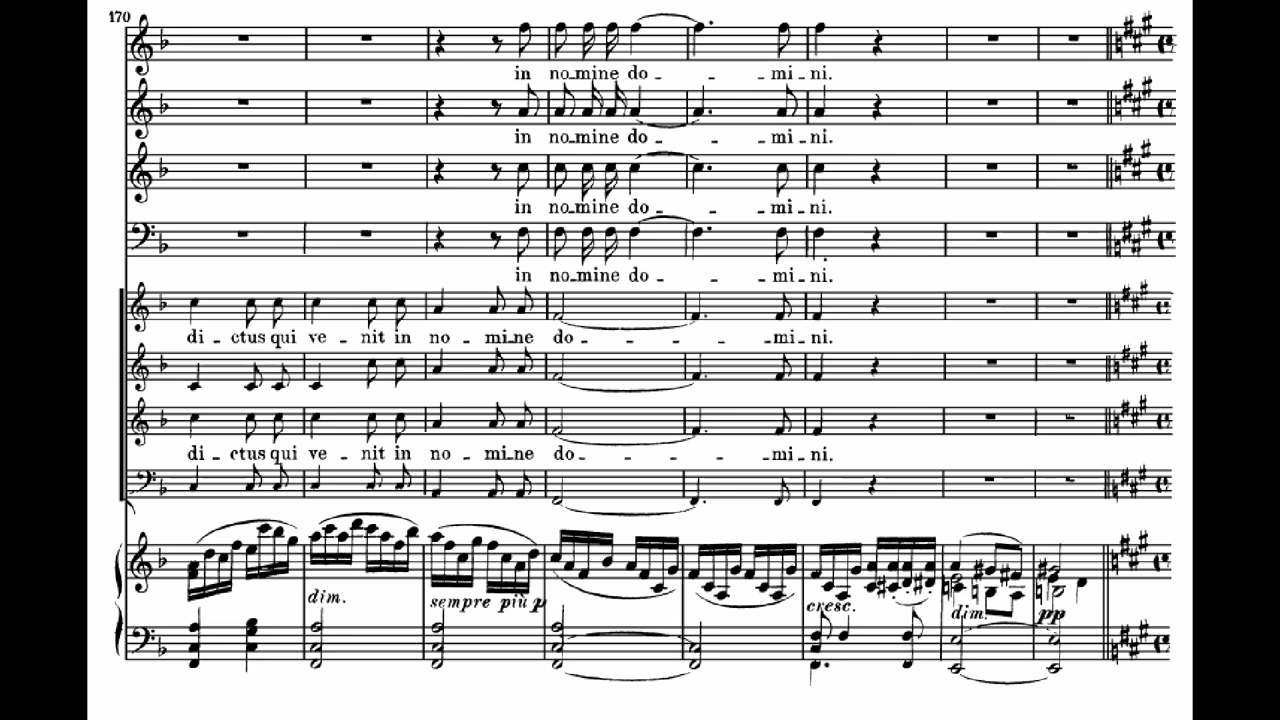 170
in no-mine do - - - mi-ni.
in no-mine do - - - mi-ni.
in no-mine do - - - mi-ni.
in no-mine do - - - mi-ni.
di - ctus qui ve - nit in no - mi-ne do - - - - mi-ni.
di - ctus qui ve - nit in no - mi-ne do - - - - mi-ni.
dim. sempre più p cresc. dim. pp